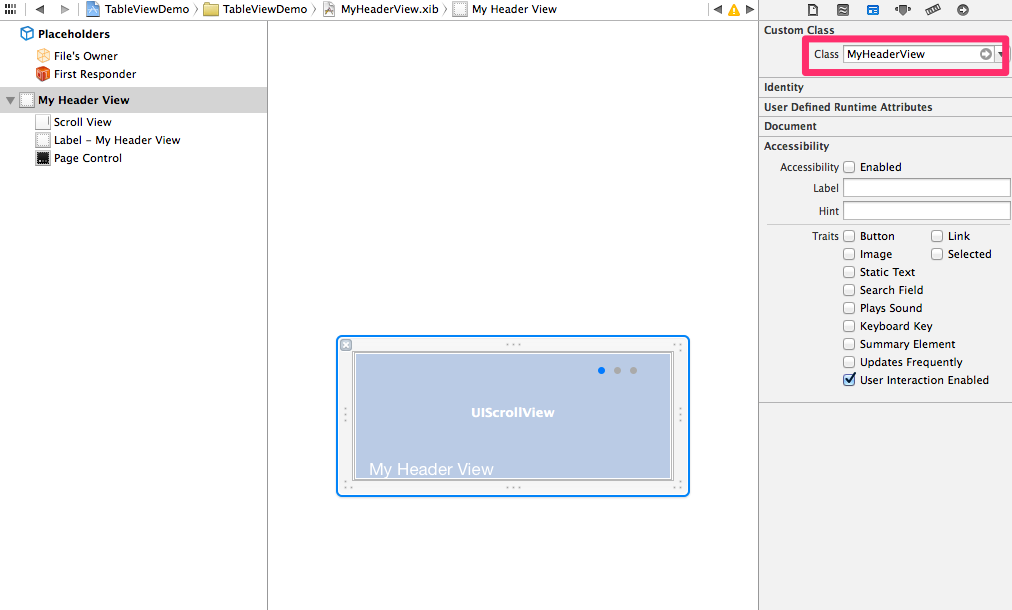 TableViewDemo
TableViewDemo
MyHeaderView.xib
My Header View
Placeholders
File's Owner
First Responder
My Header View
Scroll View
Label – My Header View
Page Control
UIScrollView
My Header View
Custom Class
Class MyHeaderView
Identity
User Defined Runtime Attributes
Document
Accessibility
Accessibility Enabled
Label
Hint
Traits Button Link
Image Selected
Static Text
Search Field
Plays Sound
Keyboard Key
Summary Element
Updates Frequently
User Interaction Enabled